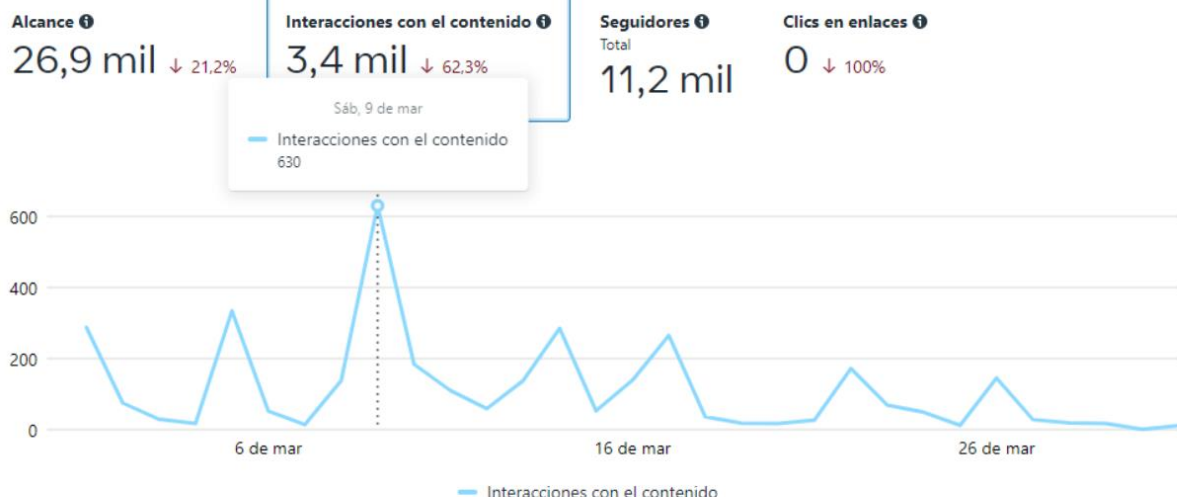 Alcance
26,9 mil ↓ 21,2%
Interacciones con el contenido
3,4 mil ↓ 62,3%
Seguidores
Total
11,2 mil
Clics en enlaces
0 ↓ 100%
Sáb, 9 de mar
Interacciones con el contenido
630
600
400
200
0
6 de mar
16 de mar
26 de mar
Interacciones con el contenido